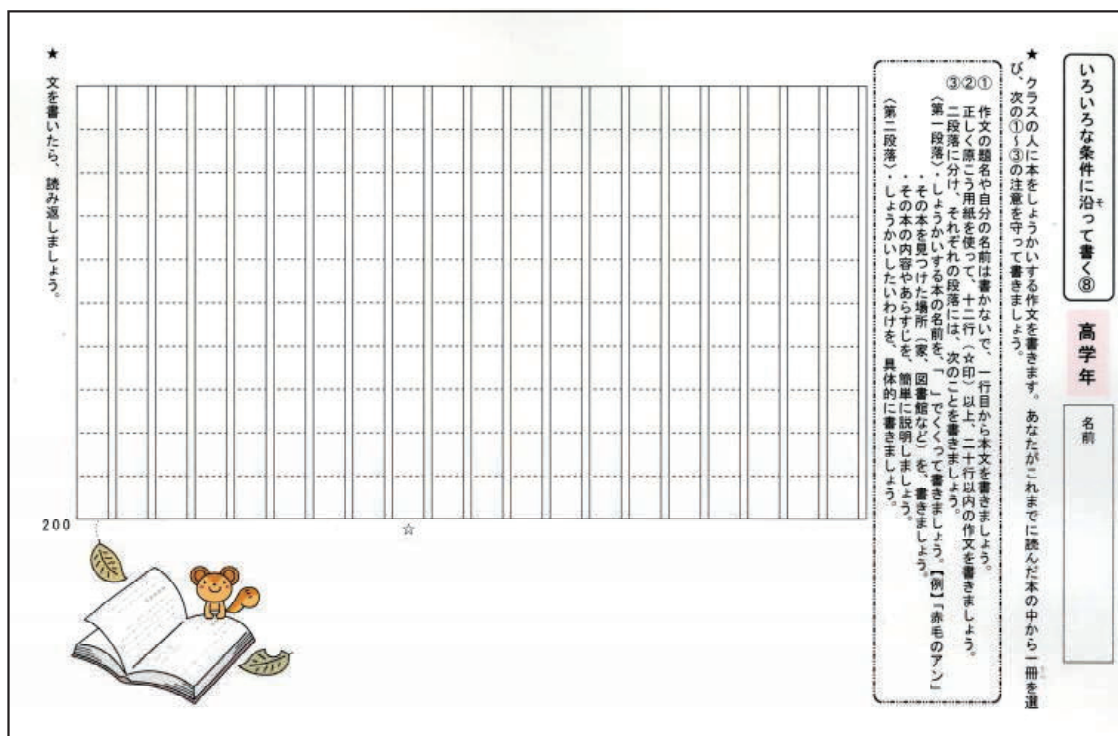 いろいろな条件に沿って書く⑧
そ
高学年
名前
★ クラスの人に本をしょうかいする作文を書きます。あなたがこれまでに読んだ本の中から一冊を選
び、次の①〜③の注意を守って書きましょう。
① 作文の題名や自分の名前は書かないで、一行目から本文を書きましょう。
② 正しく原こう用紙を使って、十二行（☆印）以上、二十行以内の作文を書きましょう。
③ 二段落に分け、それぞれの段落には、次のことを書きましょう。
〈第一段落〉・しょうかいする本の名前を、「 」でくくって書きましょう。【例】「赤毛のアン」
・その本を見つけた場所（家、図書館など）を、書きましょう。
・その本の内容やあらすじを、簡単に説明しましょう。
〈第二段落〉・しょうかいしたいわけを、具体的に書きましょう。
☆
200
★ 文を書いたら、読み返しましょう。